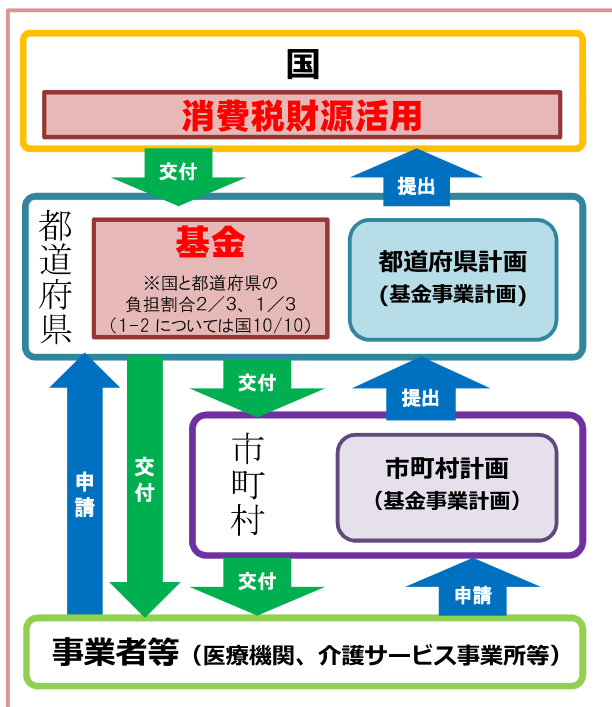 国
消費税財源活用
交付
提出
都道府県
基金
※国と都道府県の
負担割合2／3、1／3
（1-2 については国10/10）
都道府県計画
(基金事業計画)
申請
交付
交付
提出
市町村
市町村計画
（基金事業計画）
交付
申請
事業者等（医療機関、介護サービス事業所等）